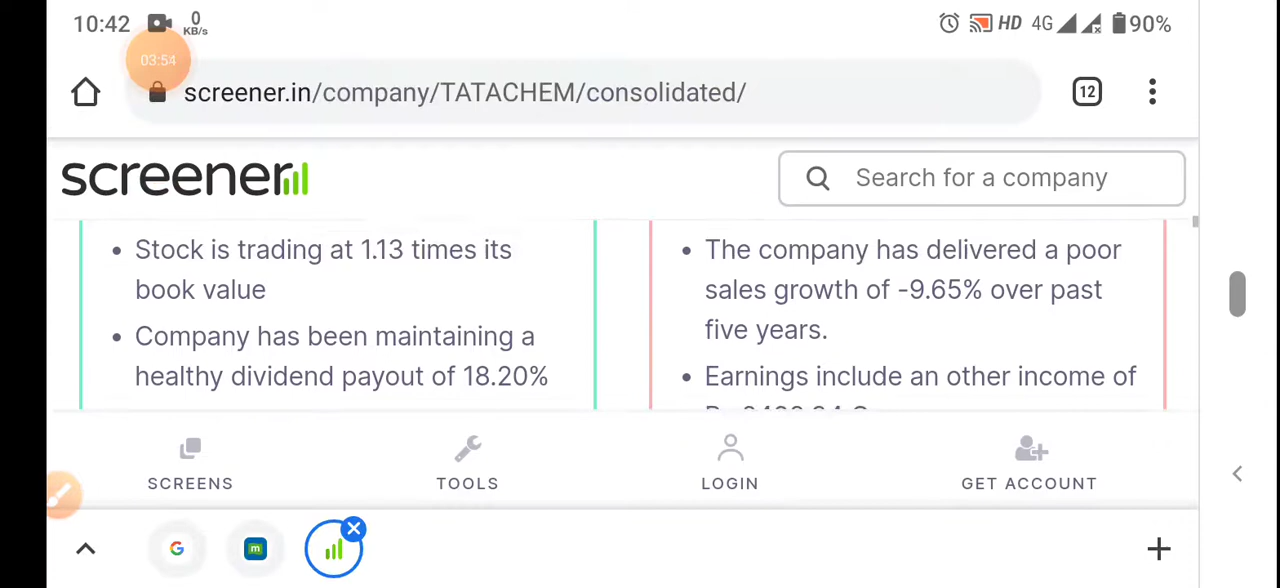 10:42
0
KB/s
HD 4G 90%
03:54
screener.in/company/TATACHEM/consolidated/
12
screener
Search for a company
Stock is trading at 1.13 times its
book value
Company has been maintaining a
healthy dividend payout of 18.20%
The company has delivered a poor
sales growth of -9.65% over past
five years.
Earnings include an other income of
SCREENS
TOOLS
LOGIN
GET ACCOUNT
G
m